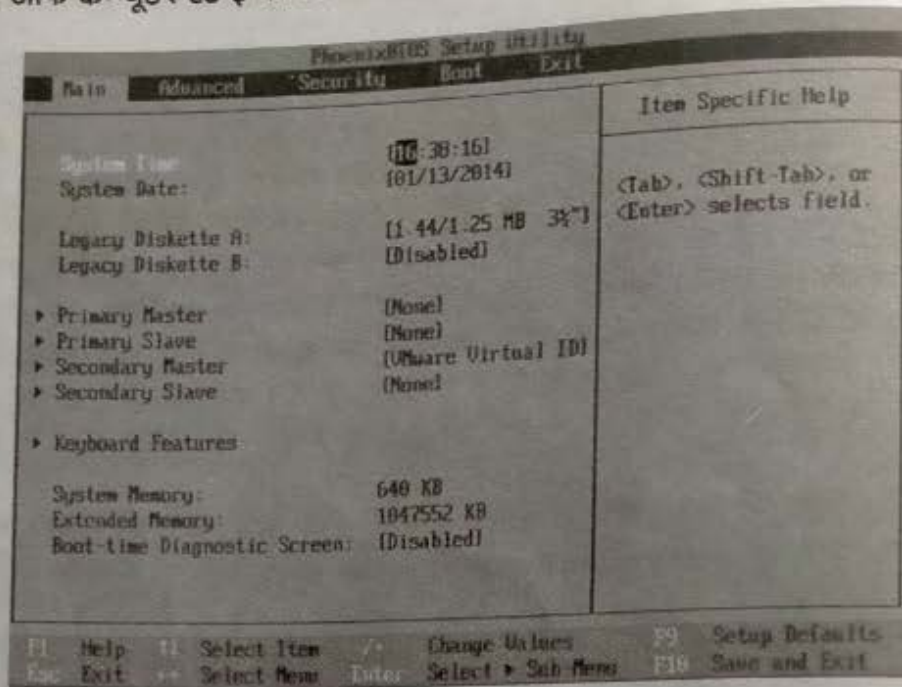 PhoenixBIOS Setup Utility
Main Advanced Security Boot Exit
Item Specific Help
System Time [16:38:16]
System Date: [01/13/2014]
<Tab>, <Shift-Tab>, or
<Enter> selects field.
Legacy Diskette A: [1.44/1.25 MB 3½"]
Legacy Diskette B: [Disabled]
▶ Primary Master [None]
▶ Primary Slave [None]
▶ Secondary Master [VMware Virtual ID]
▶ Secondary Slave [None]
▶ Keyboard Features
System Memory: 640 KB
Extended Memory: 1047552 KB
Boot-time Diagnostic Screen: [Disabled]
F1 Help ↑↓ Select Item -/+ Change Values F9 Setup Defaults
Esc Exit ↔ Select Menu Enter Select ▶ Sub-Menu F10 Save and Exit